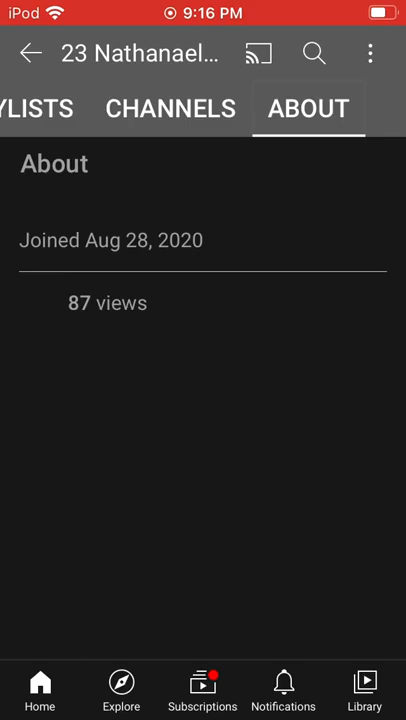 iPod 9:16 PM
23 Nathanael...
YLISTS CHANNELS ABOUT
About
Joined Aug 28, 2020
87 views
Home Explore Subscriptions Notifications Library